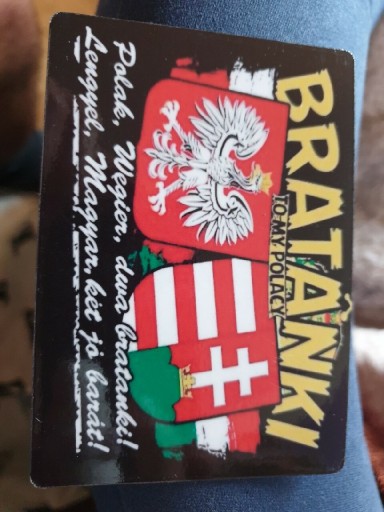 BRATANKI
TO MY POLACY
Polak, Węgier, dwa bratanki!
Lengyel, Magyar, két jó barát!